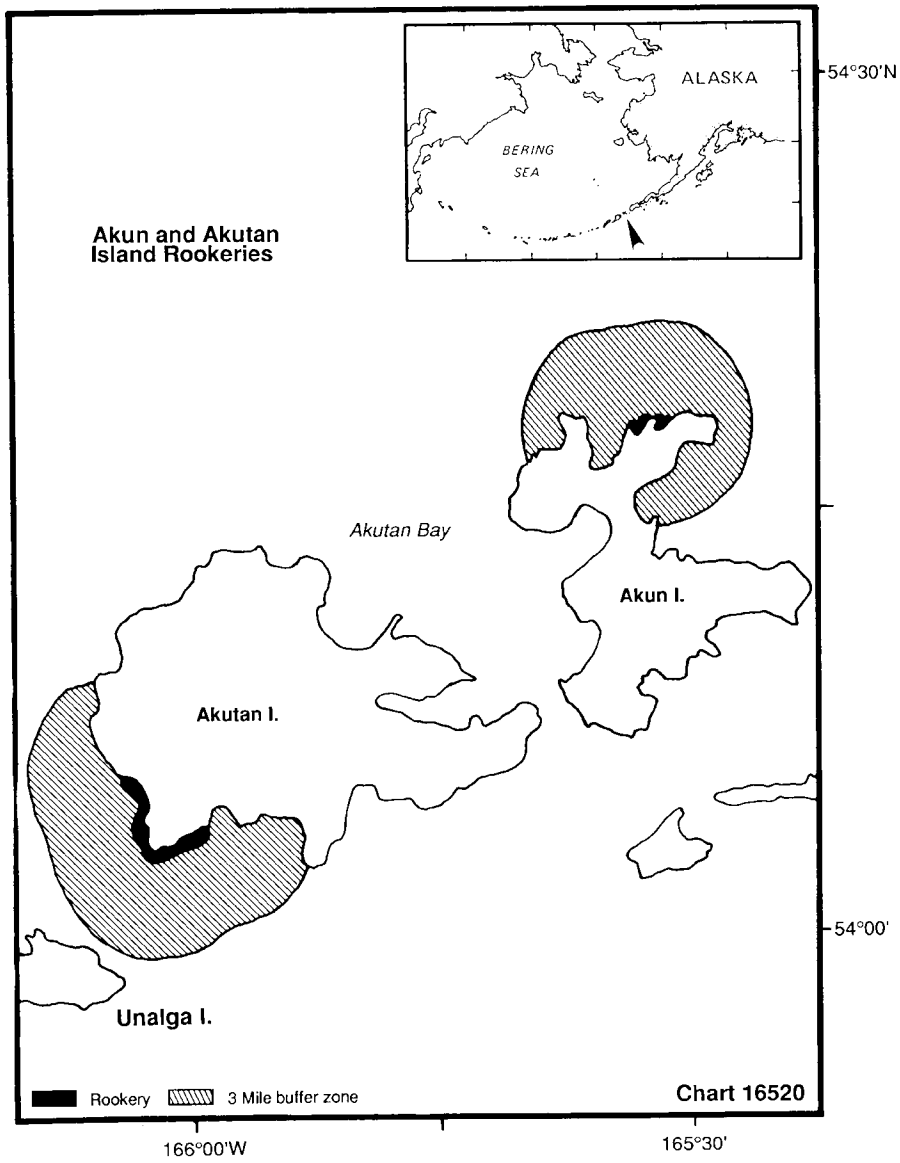 54°30'N
ALASKA
BERING
SEA
Akun and Akutan
Island Rookeries
Akutan Bay
Akun I.
Akutan I.
54°00'
Unalga I.
Rookery
3 Mile buffer zone
Chart 16520
166°00'W
165°30'